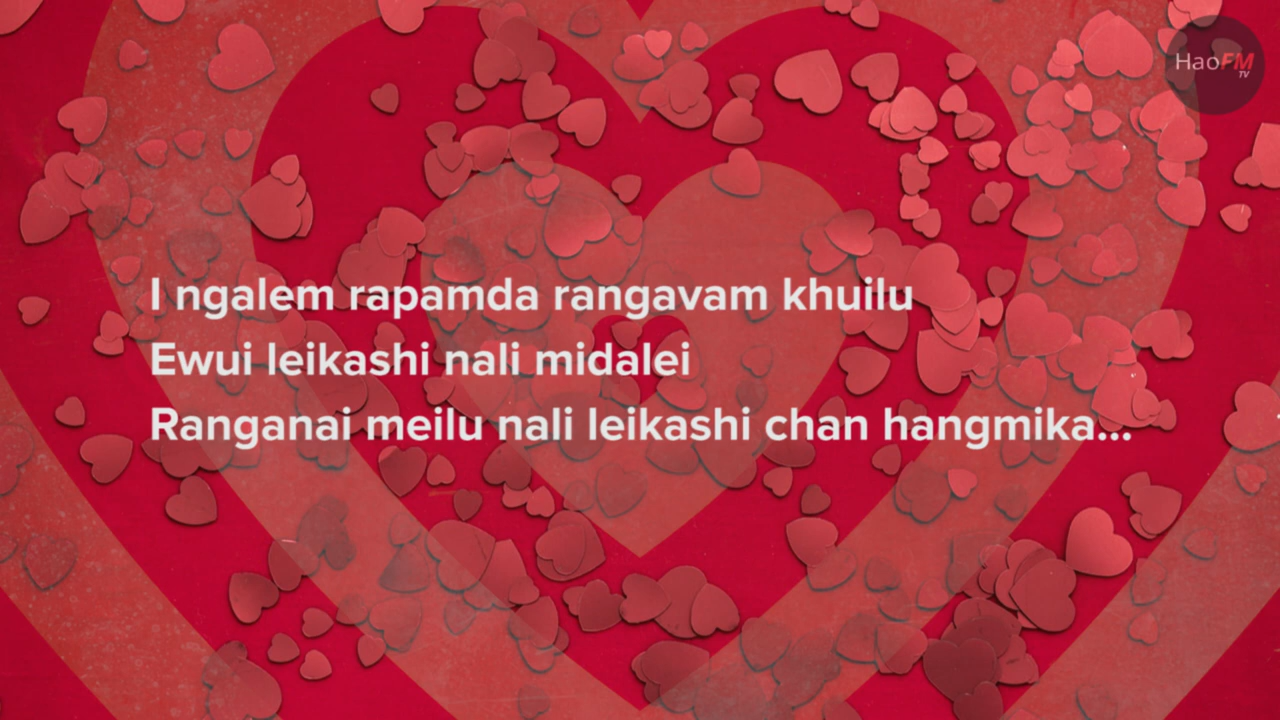 HaoFM
TV
I ngalem rapamda rangavam khuilu
Ewui leikashi nali midalei
Ranganai meilu nali leikashi chan hangmika...